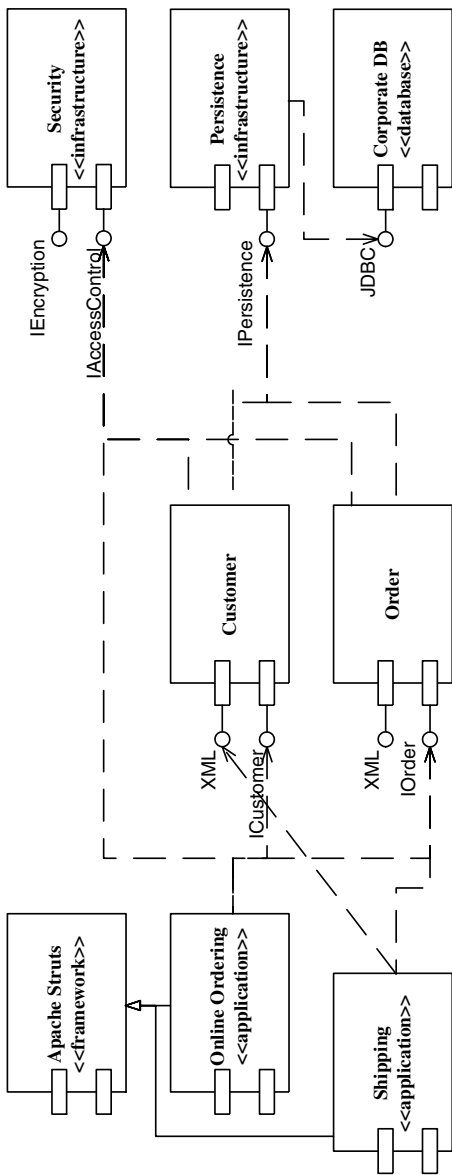 Apache Struts
<<framework>>
IEncryption
Security
<<infrastructure>>
IAccessControl
Online Ordering
<<application>>
XML
Customer
ICustomer
IPersistence
Persistence
<<infrastructure>>
Shipping
<<application>>
XML
Order
IOrder
JDBC
Corporate DB
<<database>>